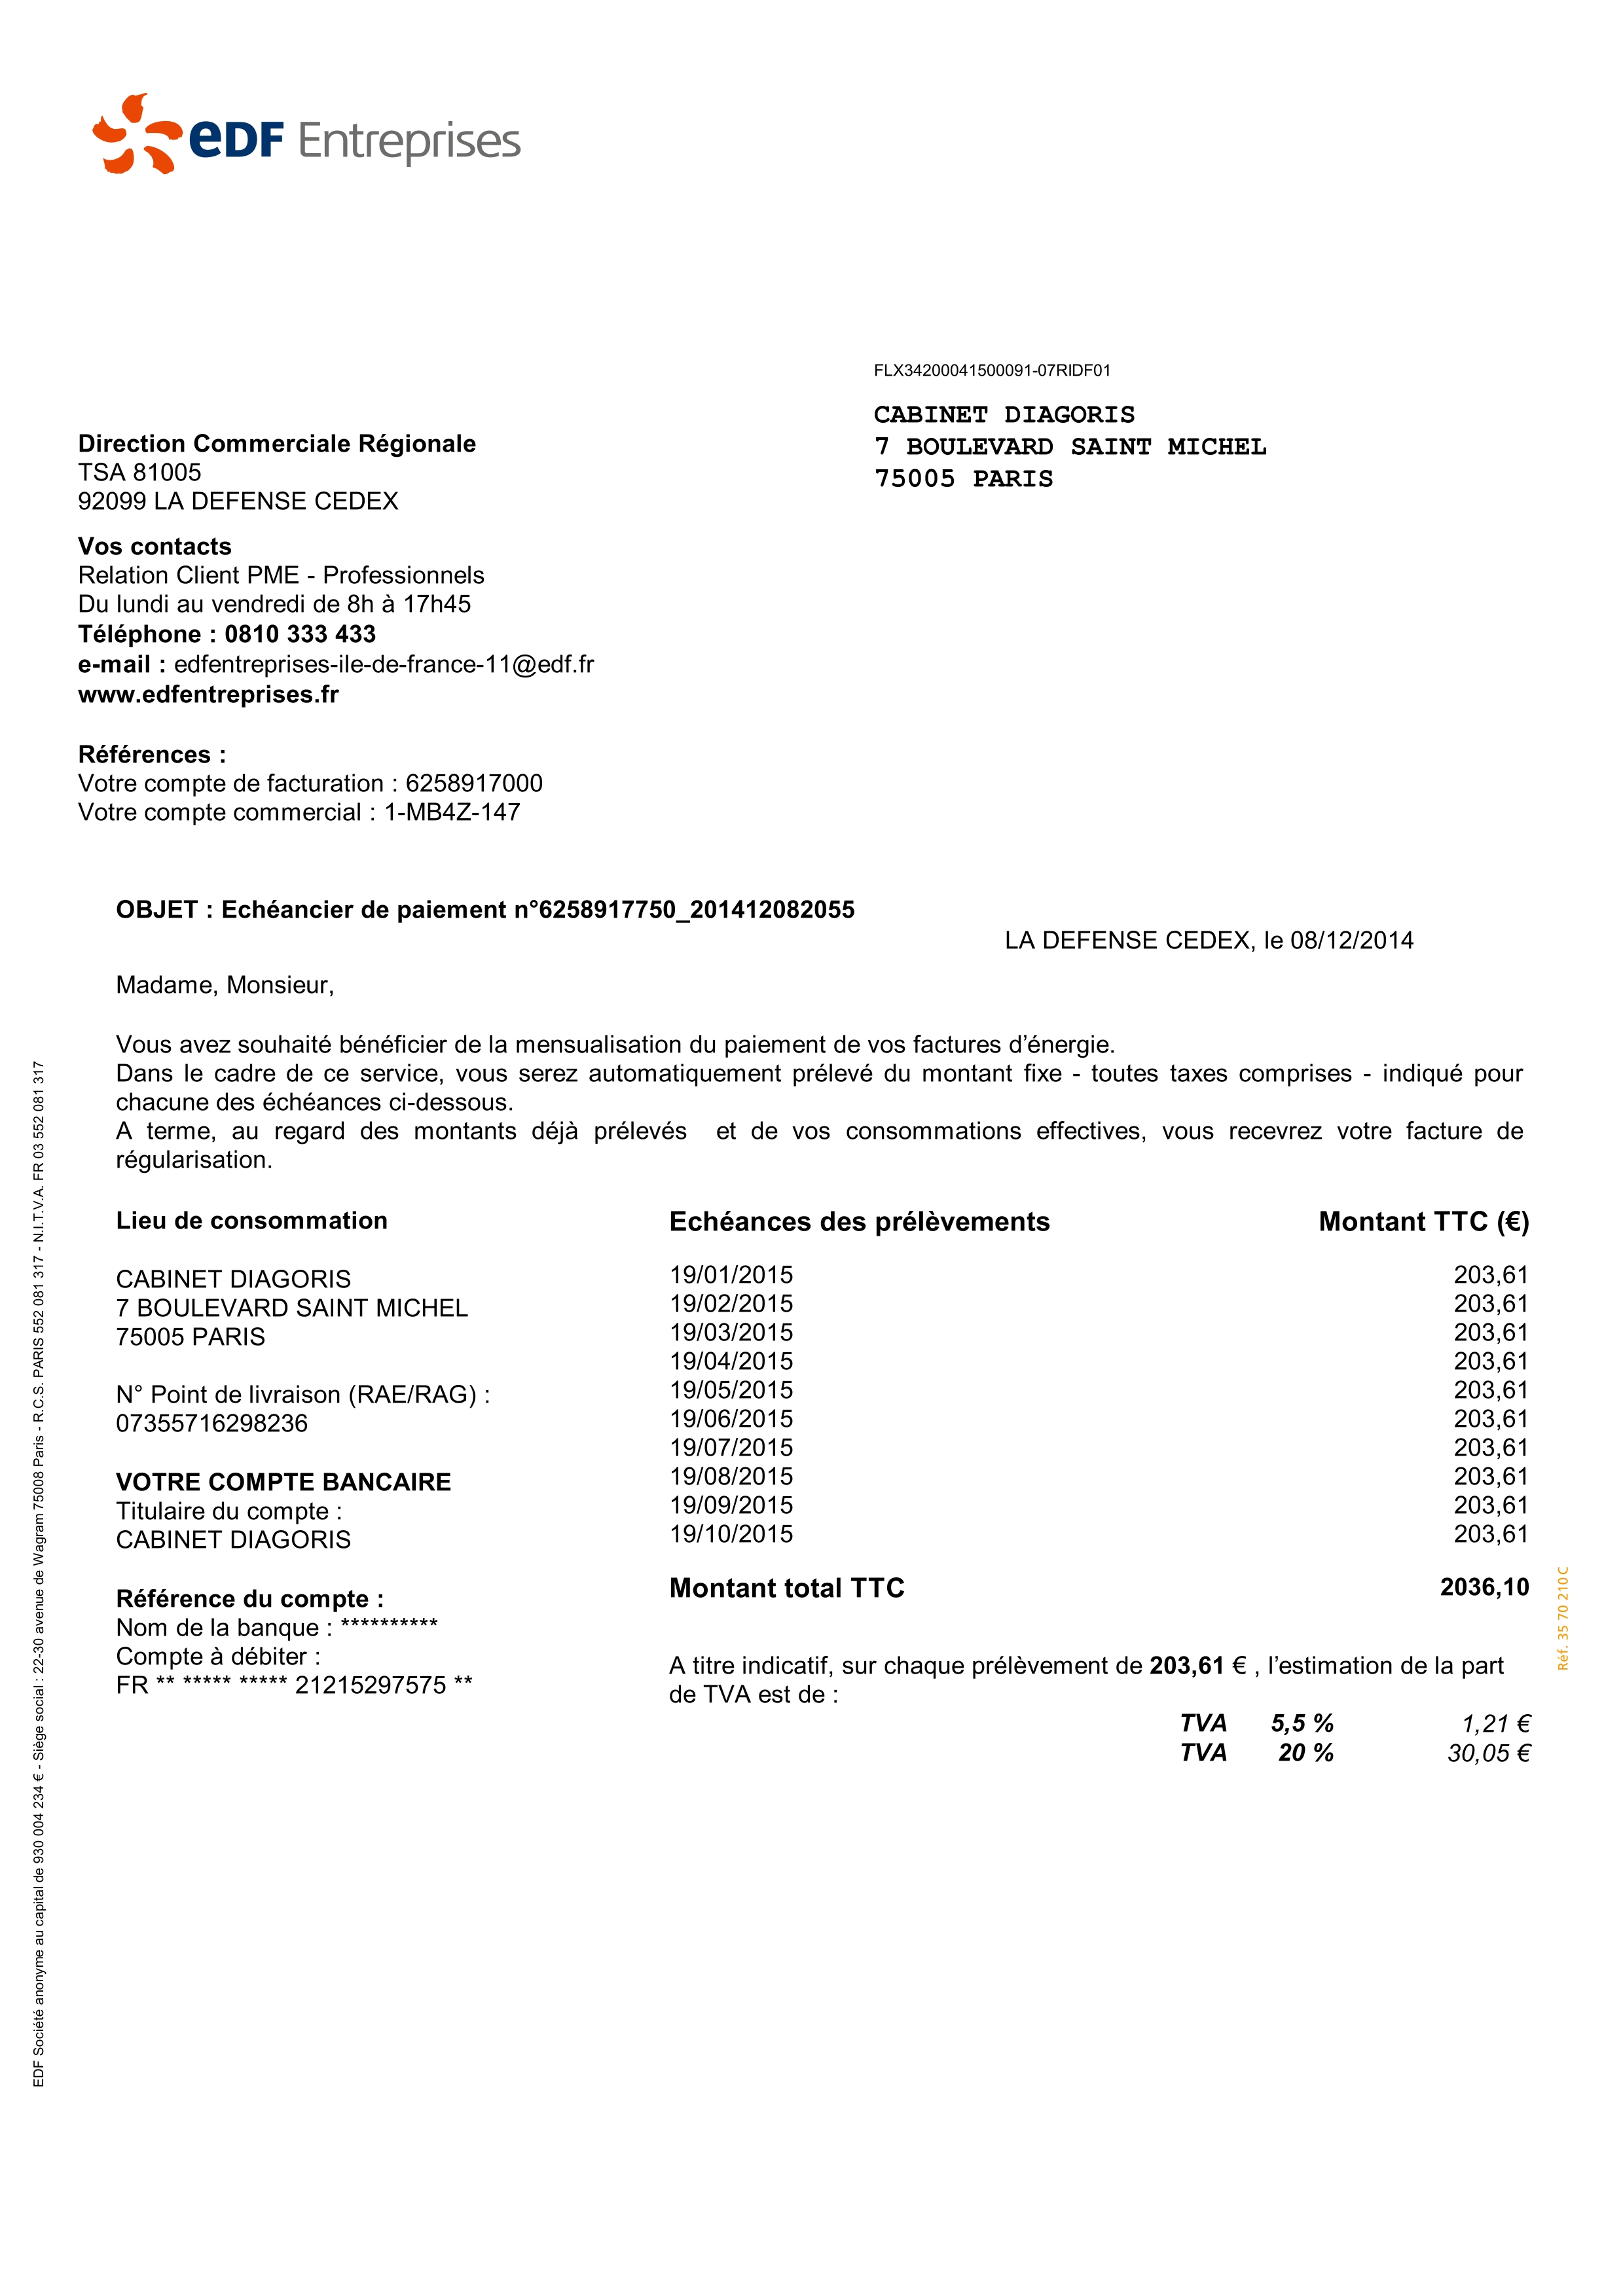 eDF Entreprises
FLX34200041500091-07RIDF01
CABINET DIAGORIS
7 BOULEVARD SAINT MICHEL
75005 PARIS
Direction Commerciale Régionale
TSA 81005
92099 LA DEFENSE CEDEX
Vos contacts
Relation Client PME - Professionnels
Du lundi au vendredi de 8h à 17h45
Téléphone : 0810 333 433
e-mail : edfentreprises-ile-de-france-11@edf.fr
www.edfentreprises.fr
Références :
Votre compte de facturation : 6258917000
Votre compte commercial : 1-MB4Z-147
OBJET : Echéancier de paiement n°6258917750_201412082055
LA DEFENSE CEDEX, le 08/12/2014
Madame, Monsieur,
Vous avez souhaité bénéficier de la mensualisation du paiement de vos factures d’énergie.
Dans le cadre de ce service, vous serez automatiquement prélevé du montant fixe - toutes taxes comprises - indiqué pour
chacune des échéances ci-dessous.
A terme, au regard des montants déjà prélevés et de vos consommations effectives, vous recevrez votre facture de
régularisation.
Lieu de consommation
CABINET DIAGORIS
7 BOULEVARD SAINT MICHEL
75005 PARIS
N° Point de livraison (RAE/RAG) :
07355716298236
VOTRE COMPTE BANCAIRE
Titulaire du compte :
CABINET DIAGORIS
Référence du compte :
Nom de la banque : **********
Compte à débiter :
FR ** ***** ***** 21215297575 **
Echéances des prélèvements Montant TTC (€)
19/01/2015 203,61
19/02/2015 203,61
19/03/2015 203,61
19/04/2015 203,61
19/05/2015 203,61
19/06/2015 203,61
19/07/2015 203,61
19/08/2015 203,61
19/09/2015 203,61
19/10/2015 203,61
Montant total TTC 2036,10
A titre indicatif, sur chaque prélèvement de 203,61 € , l’estimation de la part
de TVA est de :
TVA 5,5 % 1,21 €
TVA 20 % 30,05 €
EDF Société anonyme au capital de 930 004 234 € - Siège social : 22-30 avenue de Wagram 75008 Paris - R.C.S. PARIS 552 081 317 - N.I.T.V.A. FR 03 552 081 317
Réf. 35 70 210 C